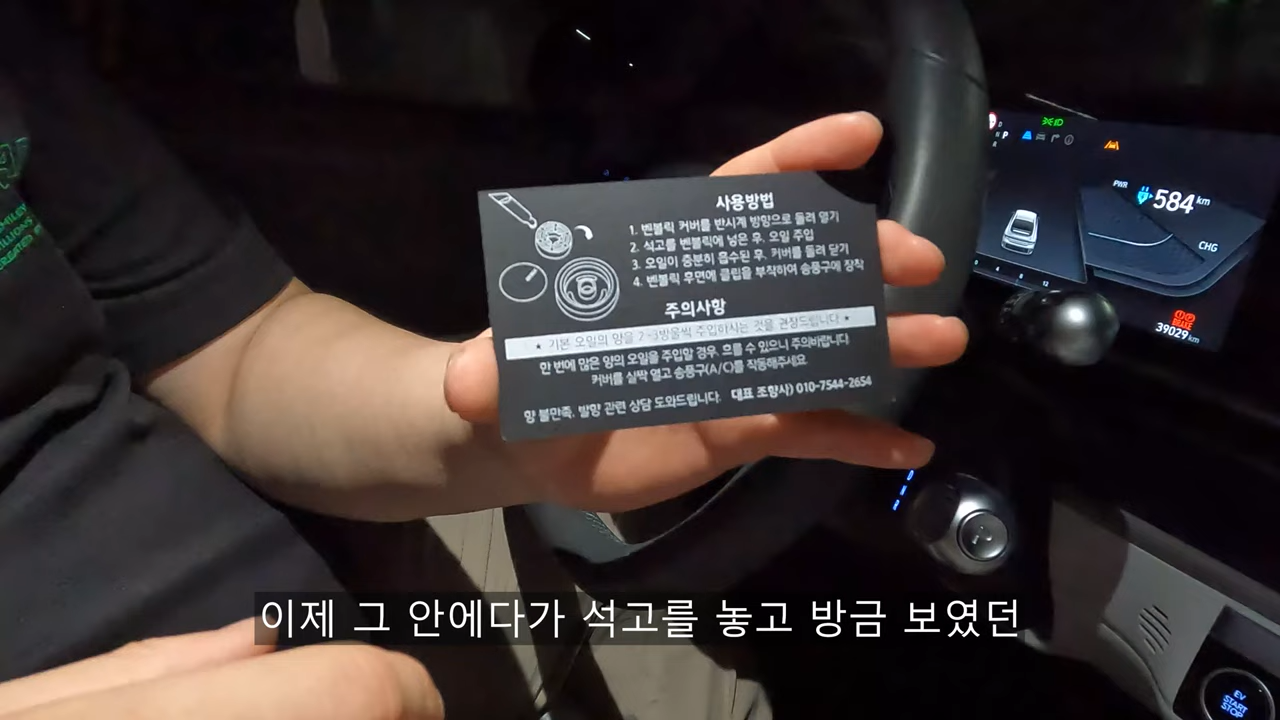 사용방법
1. 벤볼릭 커버를 반시계 방향으로 돌려 열기
2. 석고를 벤볼릭에 넣은 후, 오일 주입
3. 오일이 충분히 흡수된 후, 커버를 돌려 닫기
4. 벤볼릭 후면에 클립을 부착하여 송풍구에 장착
주의사항
★ 기본 오일의 양을 2~3방울씩 주입하시는 것을 권장드립니다 ★
한 번에 많은 양의 오일을 주입할 경우, 흐를 수 있으니 주의바랍니다
커버를 살짝 열고 송풍구(A/C)를 작동해주세요
향 불만족, 발향 관련 상담 도와드립니다. 대표 조향사) 010-7544-2654
P
PWR
584 km
CHG
BRAKE
39029 km
EV
START
STOP
이제 그 안에다가 석고를 놓고 방금 보였던